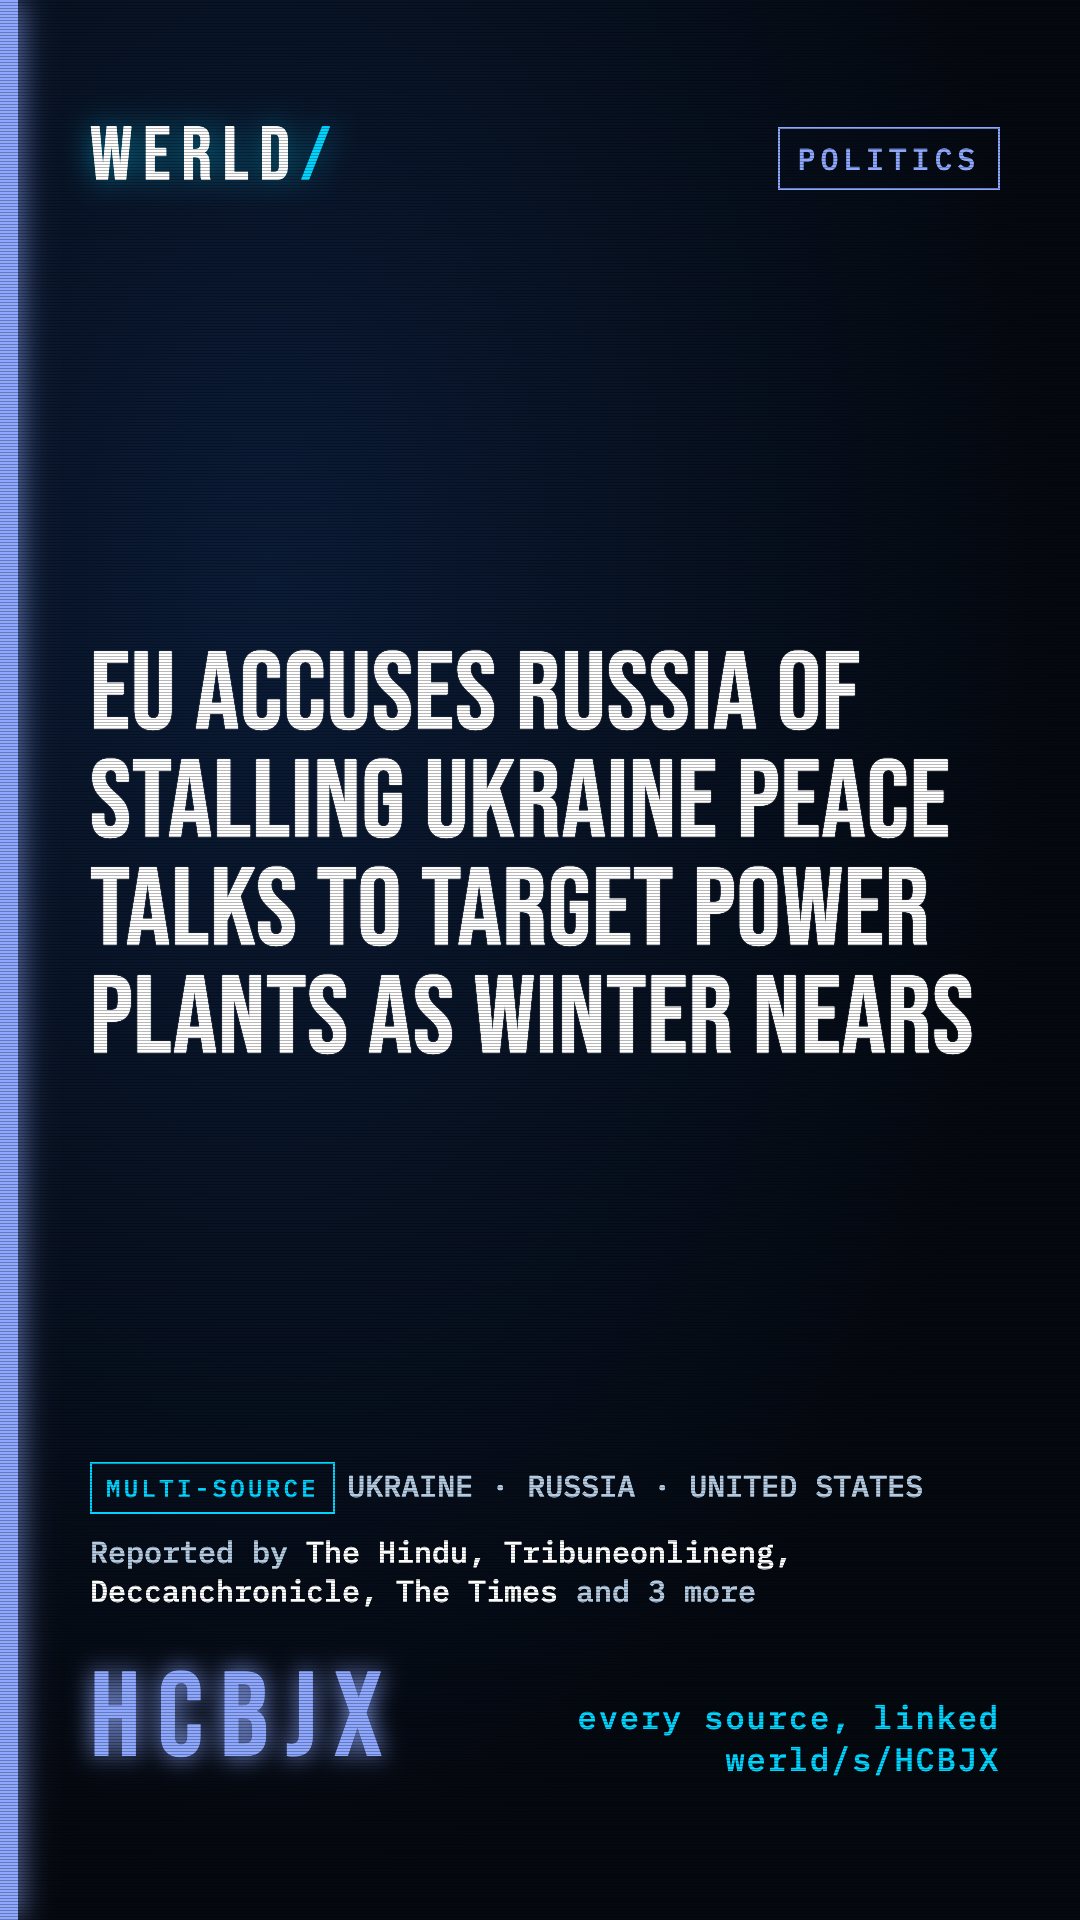 WERLD/
POLITICS
EU ACCUSES RUSSIA OF
STALLING UKRAINE PEACE
TALKS TO TARGET POWER
PLANTS AS WINTER NEARS
MULTI-SOURCE UKRAINE · RUSSIA · UNITED STATES
Reported by The Hindu, Tribuneonlineng,
Deccanchronicle, The Times and 3 more
HCBJX
every source, linked
werld/s/HCBJX